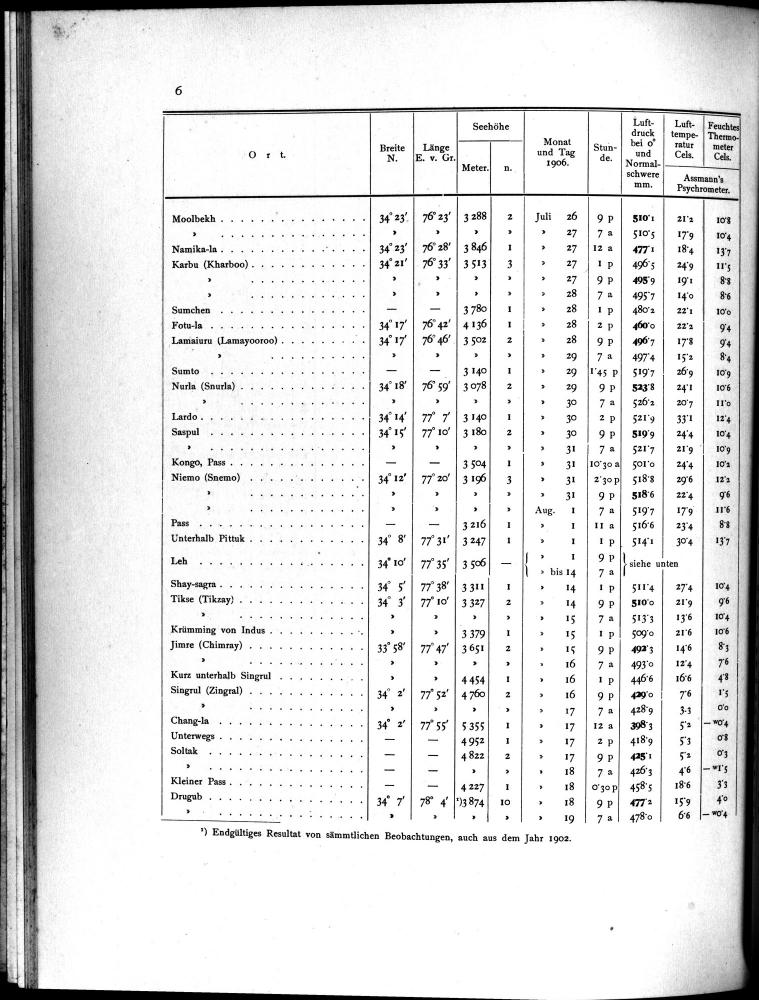 6
O r t. Breite N. Länge E. v. Gr. Seehöhe Meter. n. Monat und Tag 1906. Stun- de. Luft- druck bei 0° und Normal- schwere mm. Luft- tempe- ratur Cels. Feuchtes Thermo- meter Cels. Assmann's Psychrometer.
Moolbekh . . . 34° 23′ 76° 23′ 3 288 2 Juli 26 9 p 510·1 21·2 10·8
» . . . » » » » » 27 7 a 510·5 17·9 10·4
Namika-la . . . 34° 23′ 76° 28′ 3 846 1 » 27 12 a 477·1 18·4 13·7
Karbu (Kharboo) . . . 34° 21′ 76° 33′ 3 513 3 » 27 1 p 496·5 24·9 11·5
» . . . » » » » » 27 9 p 495·9 19·1 8·8
» . . . » » » » » 28 7 a 495·7 14·0 8·6
Sumchen . . . — — 3 780 1 » 28 1 p 480·2 22·1 10·0
Fotu-la . . . 34° 17′ 76° 42′ 4 136 1 » 28 2 p 460·0 22·2 9·4
Lamaiuru (Lamayooroo) . . . 34° 17′ 76° 46′ 3 502 2 » 28 9 p 496·7 17·8 9·4
» . . . » » » » » 29 7 a 497·4 15·2 8·4
Sumto . . . — — 3 140 1 » 29 1·45 p 519·7 26·9 10·9
Nurla (Snurla) . . . 34° 18′ 76° 59′ 3 078 2 » 29 9 p 523·8 24·1 10·6
» . . . » » » » » 30 7 a 526·2 20·7 11·0
Lardo . . . 34° 14′ 77° 7′ 3 140 1 » 30 2 p 521·9 33·1 12·4
Saspul . . . 34° 15′ 77° 10′ 3 180 2 » 30 9 p 519·9 24·4 10·4
» . . . » » » » » 31 7 a 521·7 21·9 10·9
Kongo, Pass . . . — — 3 504 1 » 31 10·30 a 501·0 24·4 10·2
Niemo (Snemo) . . . 34° 12′ 77° 20′ 3 196 3 » 31 2·30 p 518·8 29·6 12·2
» . . . » » » » » 31 9 p 518·6 22·4 9·6
» . . . » » » » Aug. 1 7 a 519·7 17·9 11·6
Pass . . . — — 3 216 1 » 1 11 a 516·6 23·4 8·8
Unterhalb Pittuk . . . 34° 8′ 77° 31′ 3 247 1 » 1 1 p 514·1 30·4 13·7
Leh . . . 34° 10′ 77° 35′ 3 506 — { » 1 9 p } siehe unten
» bis 14 7 a
Shay-sagra . . . 34° 5′ 77° 38′ 3 311 1 » 14 1 p 511·4 27·4 10·4
Tikse (Tikzay) . . . 34° 3′ 77° 10′ 3 327 2 » 14 9 p 510·0 21·9 9·6
» . . . » » » » » 15 7 a 513·3 13·6 10·4
Krümming von Indus . . . » » 3 379 1 » 15 1 p 509·0 21·6 10·6
Jimre (Chimray) . . . 33° 58′ 77° 47′ 3 651 2 » 15 9 p 492·3 14·6 8·3
» . . . » » » » » 16 7 a 493·0 12·4 7·6
Kurz unterhalb Singrul . . . » » 4 454 1 » 16 1 p 446·6 16·6 4·8
Singrul (Zingral) . . . 34° 2′ 77° 52′ 4 760 2 » 16 9 p 429·0 7·6 1·5
» . . . » » » » » 17 7 a 428·9 3·3 0·0
Chang-la . . . 34° 2′ 77° 55′ 5 355 1 » 17 12 a 398·3 5·2 — w0·4
Unterwegs . . . — — 4 952 1 » 17 2 p 418·9 5·3 0·8
Soltak . . . — — 4 822 2 » 17 9 p 425·1 5·2 0·3
» . . . — — » » » 18 7 a 426·3 4·6 — w1·5
Kleiner Pass . . . — — 4 227 1 » 18 0·30 p 458·5 18·6 3·3
Drugub . . . 34° 7′ 78° 4′ ¹)3 874 10 » 18 9 p 477·2 15·9 4·0
» . . . » » » » » 19 7 a 478·0 6·6 — w0·4
¹) Endgültiges Resultat von sämmtlichen Beobachtungen, auch aus dem Jahr 1902.